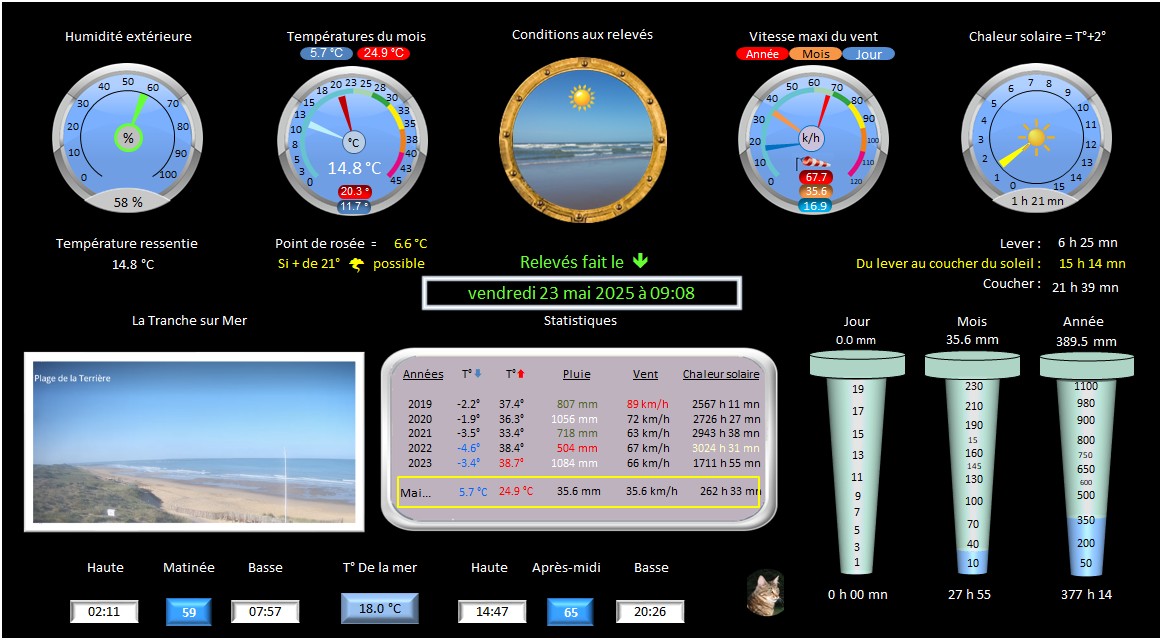 Humidité extérieure
Températures du mois
Conditions aux relevés
Vitesse maxi du vent
Chaleur solaire = T°+2°
5.7 °C 24.9 °C
Année Mois Jour
0 10 20 30 40 50 60 70 80 90 100
%
58 %
0 3 5 8 10 13 15 18 20 23 25 28 30 33 35 38 40 43 45
°C
14.8 °C
20.3 °
11.7 °
0 10 20 30 40 50 60 70 80 90 100 110 120
k/h
67.7
35.6
16.9
0 1 2 3 4 5 6 7 8 9 10 11 12 13 14 15
1 h 21 mn
Température ressentie
14.8 °C
Point de rosée = 6.6 °C
Si + de 21° possible
Relevés fait le
vendredi 23 mai 2025 à 09:08
Lever : 6 h 25 mn
Du lever au coucher du soleil : 15 h 14 mn
Coucher : 21 h 39 mn
La Tranche sur Mer
Plage de la Terrière
Statistiques
Années T° T° Pluie Vent Chaleur solaire
2019 -2.2° 37.4° 807 mm 89 km/h 2567 h 11 mn
2020 -1.9° 36.3° 1056 mm 72 km/h 2726 h 27 mn
2021 -3.5° 33.4° 718 mm 63 km/h 2943 h 38 mn
2022 -4.6° 38.4° 504 mm 67 km/h 3024 h 31 mn
2023 -3.4° 38.7° 1084 mm 66 km/h 1711 h 55 mn
Mai... 5.7 °C 24.9 °C 35.6 mm 35.6 km/h 262 h 33 mn
Jour
0.0 mm
19
17
15
13
11
9
7
5
3
1
0 h 00 mn
Mois
35.6 mm
230
210
190
15
160
145
130
100
70
40
10
27 h 55
Année
389.5 mm
1100
980
900
800
750
650
600
500
350
200
50
377 h 14
Haute Matinée Basse
02:11 59 07:57
T° De la mer
18.0 °C
Haute Après-midi Basse
14:47 65 20:26